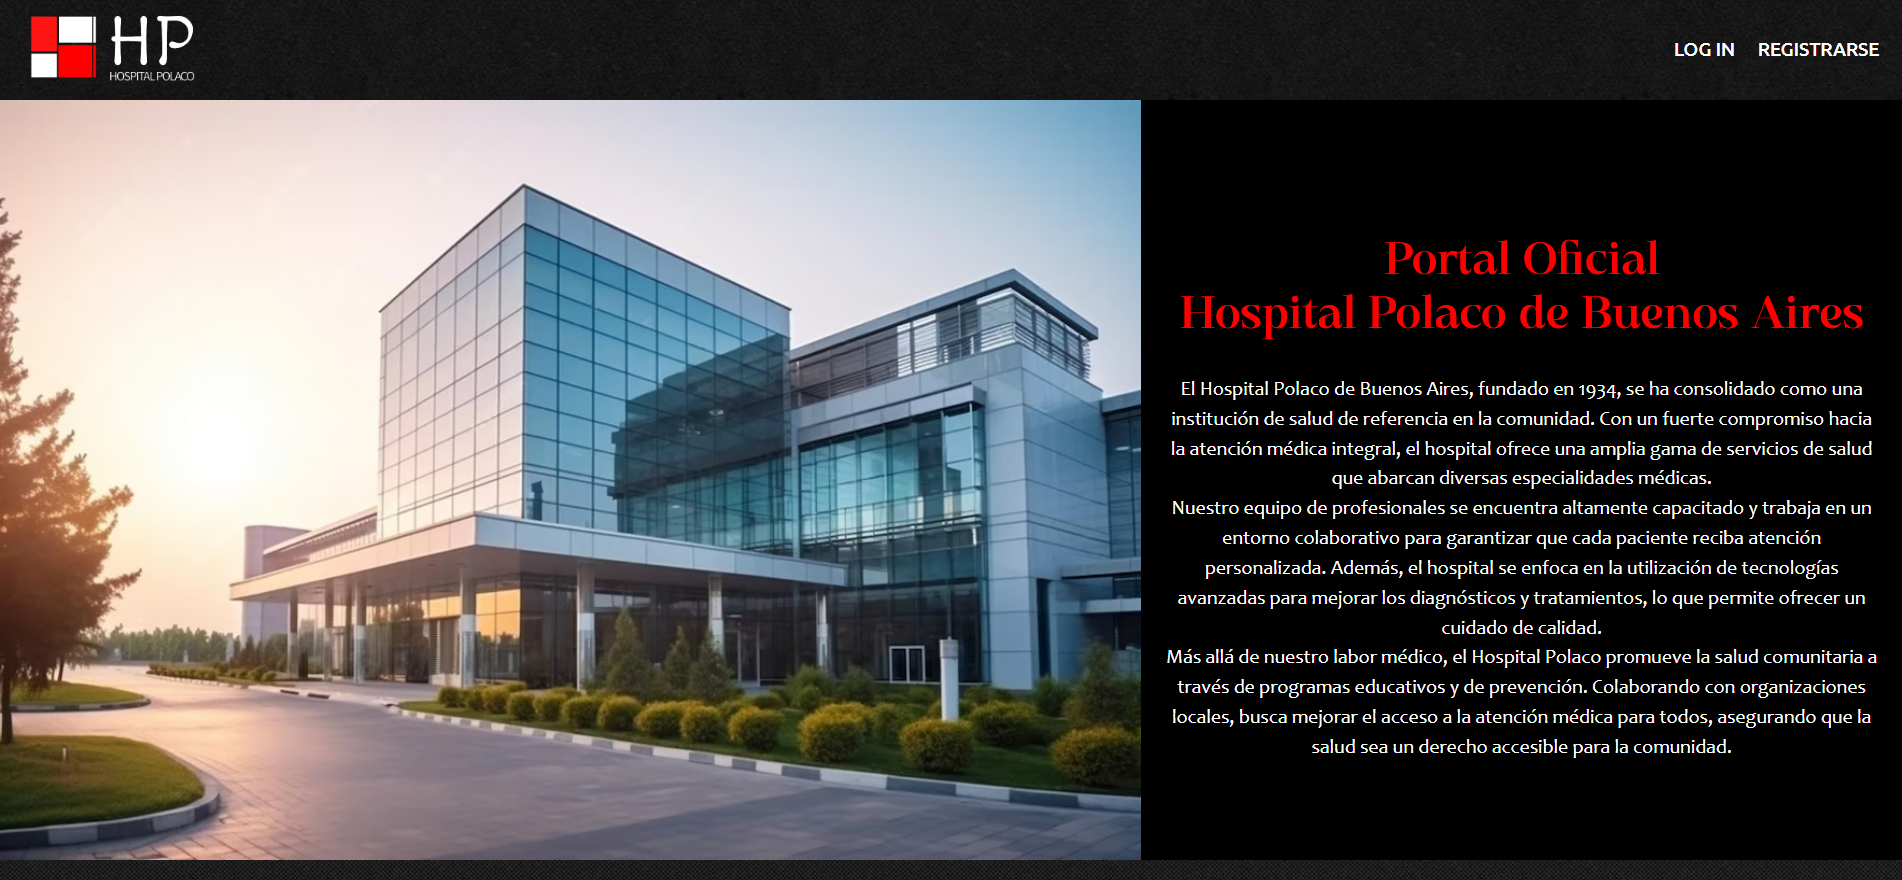 HP
HOSPITAL POLACO
LOG IN
REGISTRARSE
Portal Oficial
Hospital Polaco de Buenos Aires
El Hospital Polaco de Buenos Aires, fundado en 1934, se ha consolidado como una
institución de salud de referencia en la comunidad. Con un fuerte compromiso hacia
la atención médica integral, el hospital ofrece una amplia gama de servicios de salud
que abarcan diversas especialidades médicas.
Nuestro equipo de profesionales se encuentra altamente capacitado y trabaja en un
entorno colaborativo para garantizar que cada paciente reciba atención
personalizada. Además, el hospital se enfoca en la utilización de tecnologías
avanzadas para mejorar los diagnósticos y tratamientos, lo que permite ofrecer un
cuidado de calidad.
Más allá de nuestro labor médico, el Hospital Polaco promueve la salud comunitaria a
través de programas educativos y de prevención. Colaborando con organizaciones
locales, busca mejorar el acceso a la atención médica para todos, asegurando que la
salud sea un derecho accesible para la comunidad.